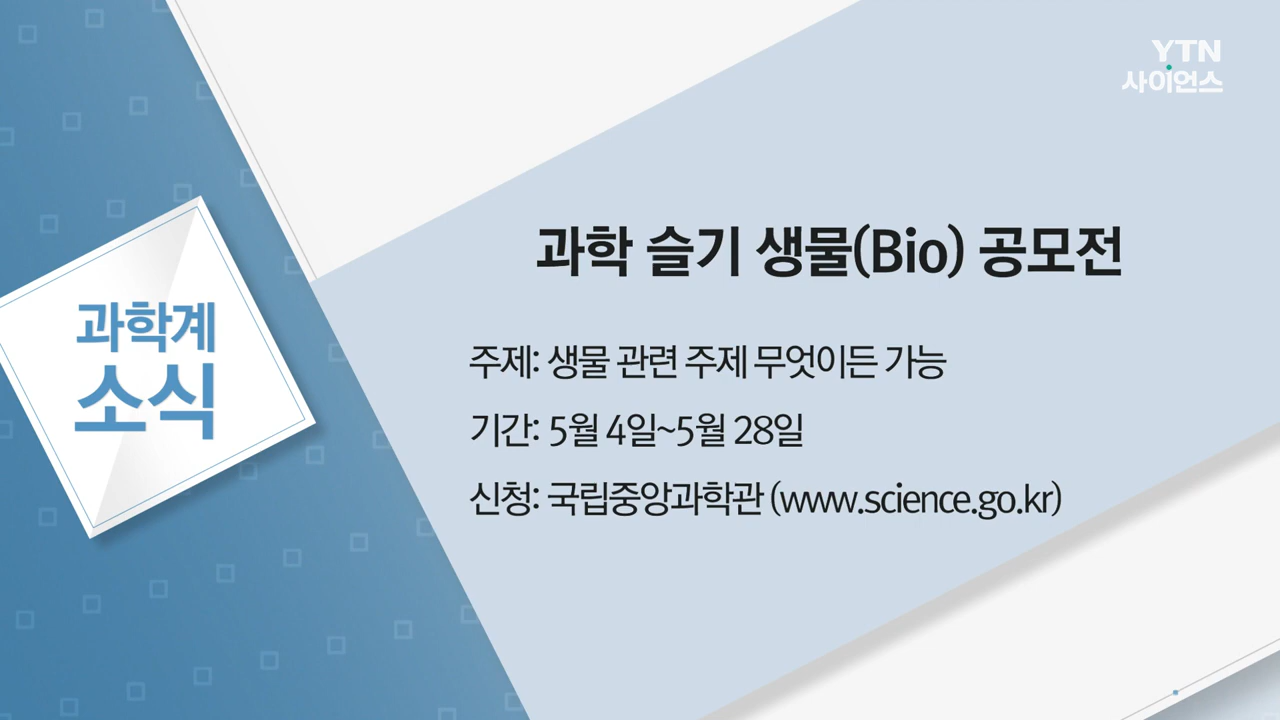 YTN
사이언스
과학계
소식
과학 슬기 생물(Bio) 공모전
주제: 생물 관련 주제 무엇이든 가능
기간: 5월 4일~5월 28일
신청: 국립중앙과학관 (www.science.go.kr)